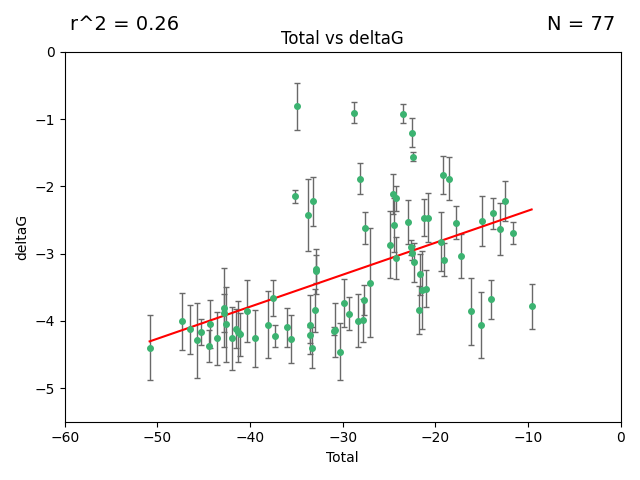 r^2 = 0.26
N = 77
Total vs deltaG
0
−1
−2
−3
−4
−5
deltaG
−60
−50
−40
−30
−20
−10
0
Total